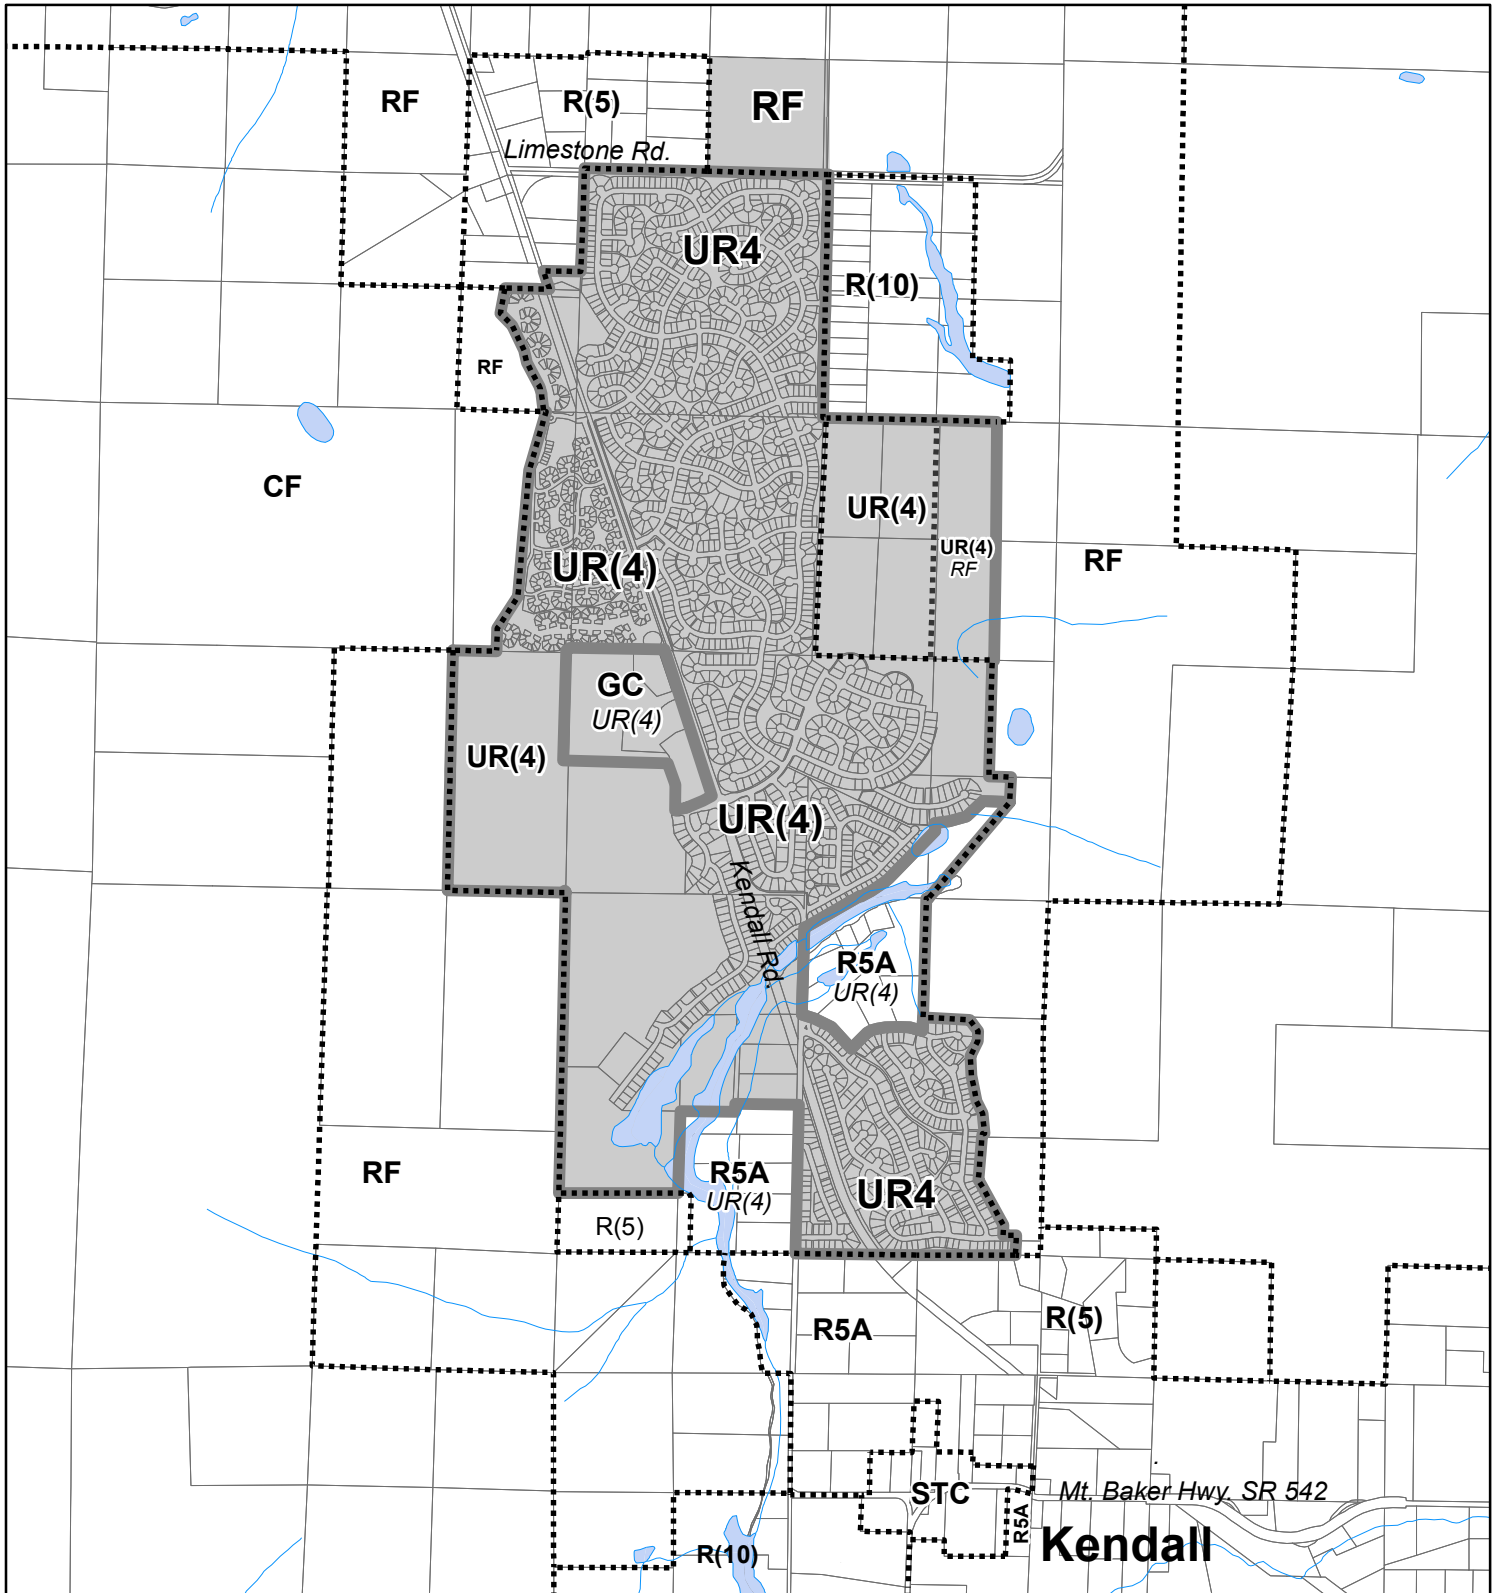 RF
R(5)
RF
Limestone Rd.
UR4
R(10)
RF
CF
UR(4)
UR(4)
RF
UR(4)
RF
GC
UR(4)
UR(4)
UR(4)
Kendall Rd.
R5A
UR(4)
RF
R5A
UR(4)
UR4
R(5)
R5A
R(5)
STC
Mt. Baker Hwy. SR 542
R5A
Kendall
R(10)